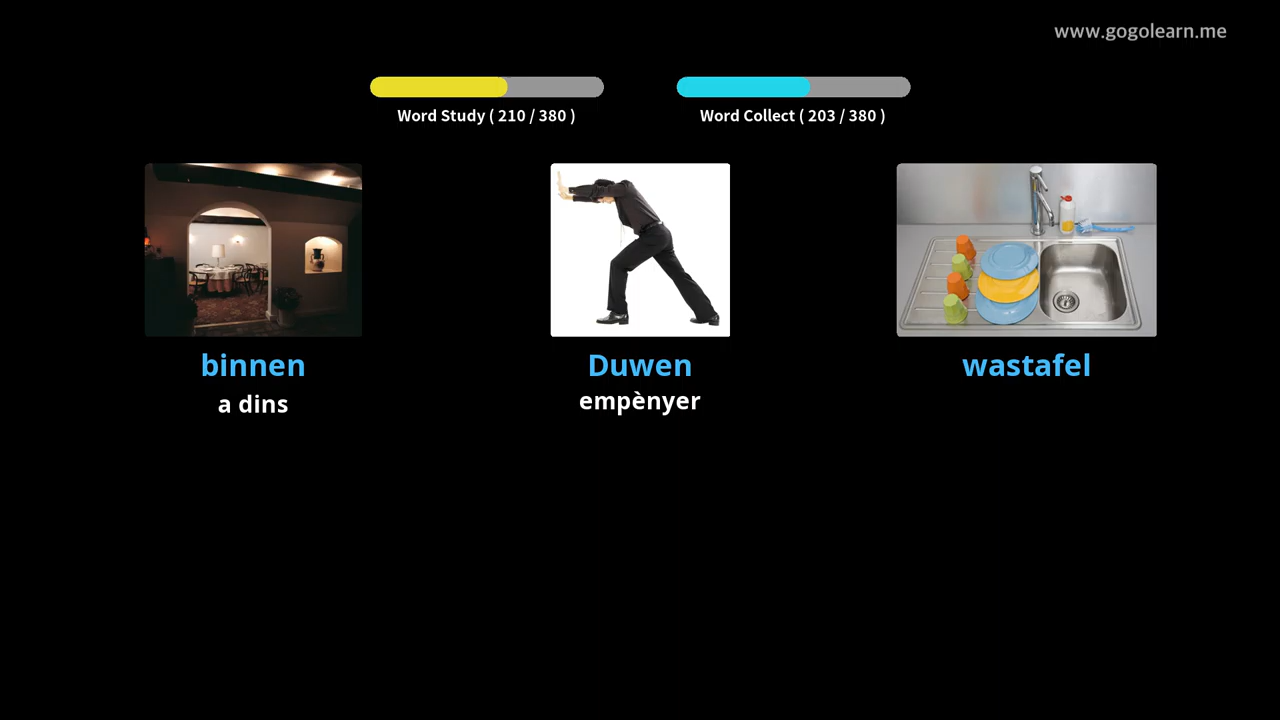 www.gogolearn.me
Word Study ( 210 / 380 )
Word Collect ( 203 / 380 )
binnen
a dins
Duwen
empènyer
wastafel